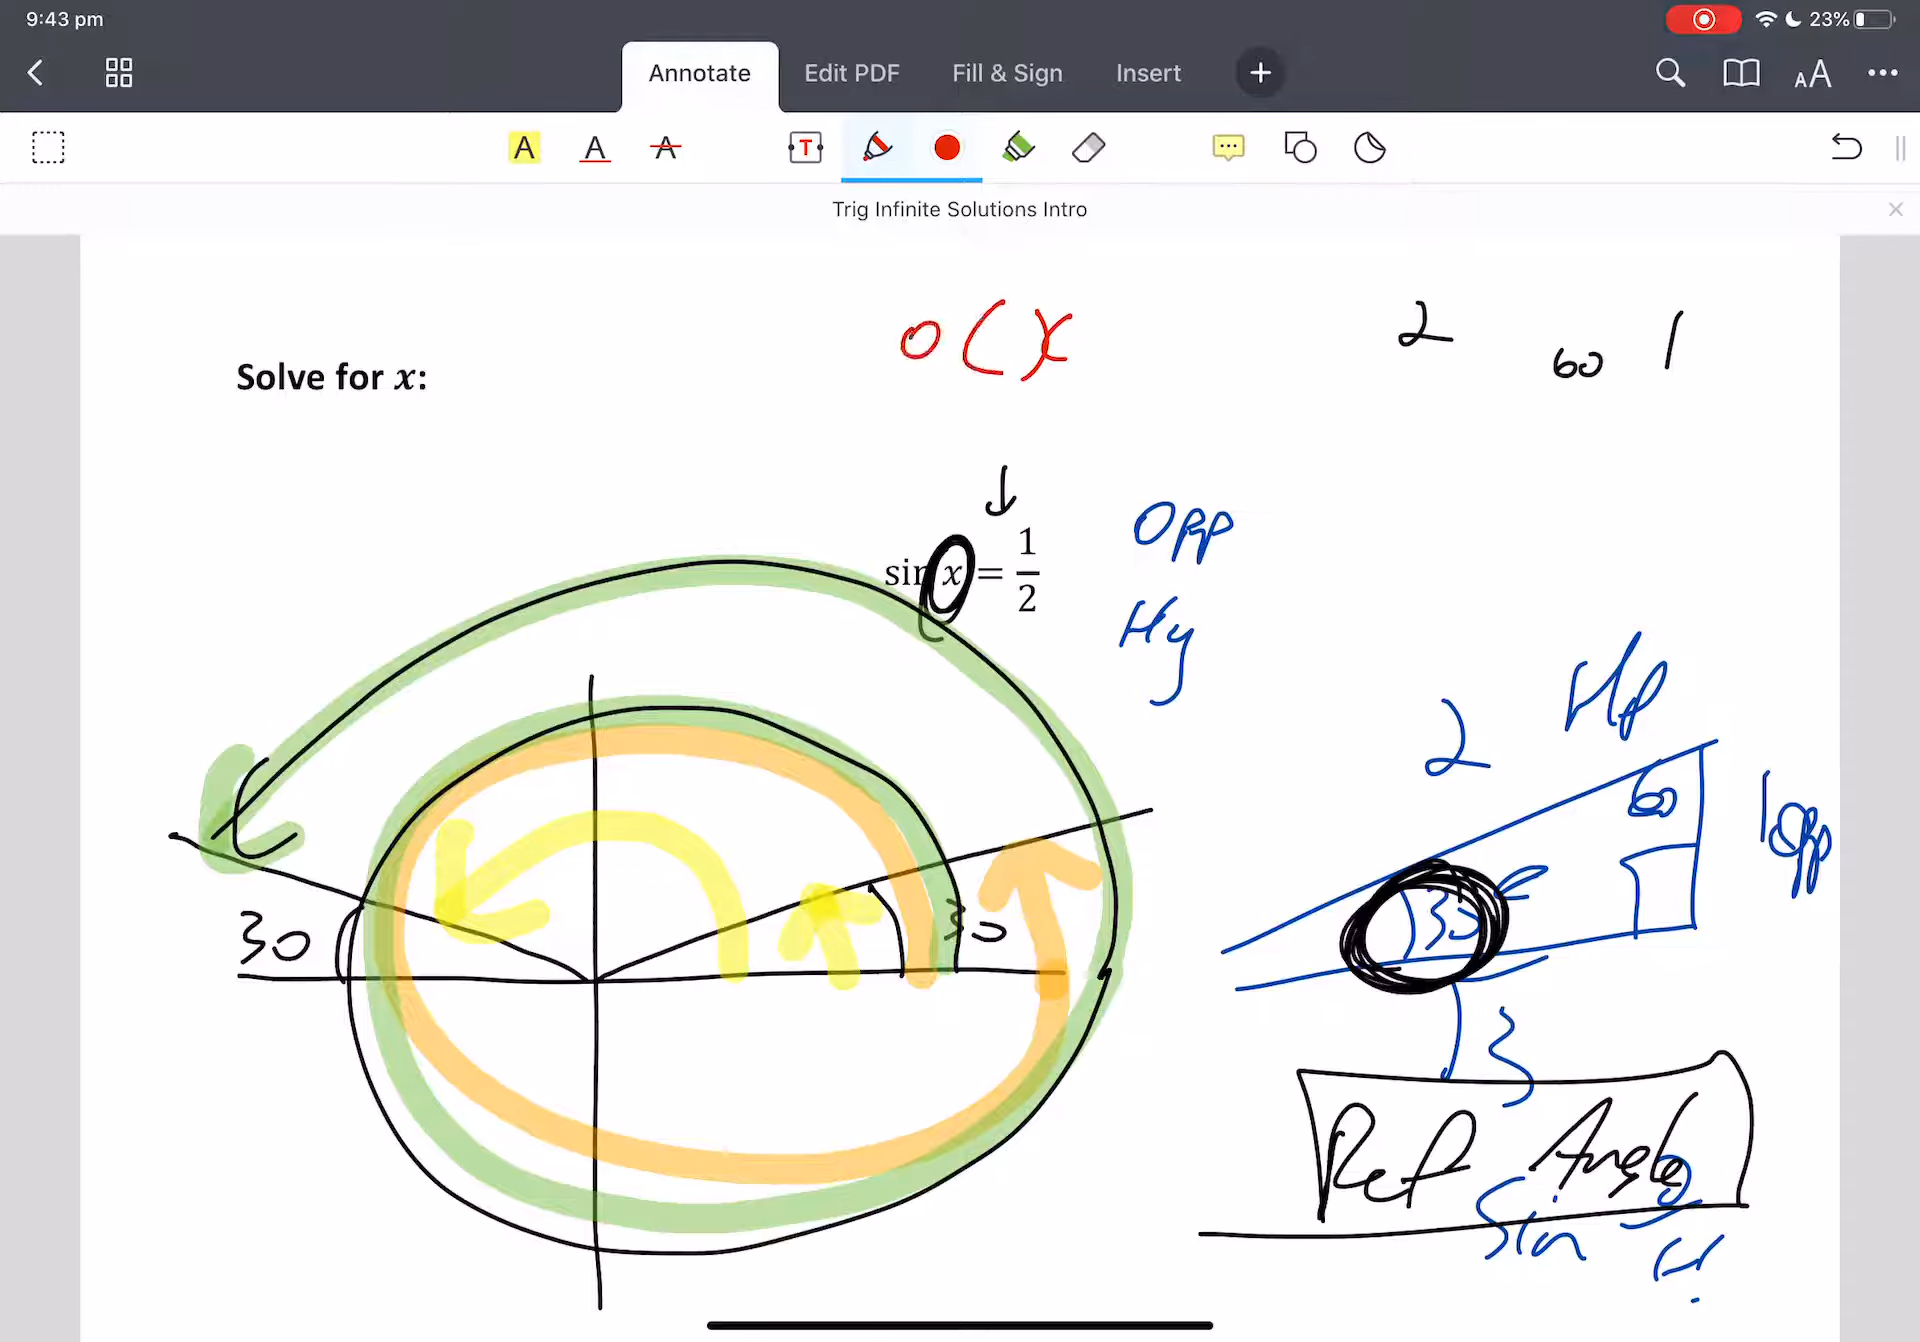 9:43 pm 23%
Annotate Edit PDF Fill & Sign Insert
Trig Infinite Solutions Intro
0 ( x
2 60 1
Solve for x:
sin x = 1/2
Opp
Hy
2 Hyp
60
1 opp
30
30 30
3
Ref Angle
Sin O
H